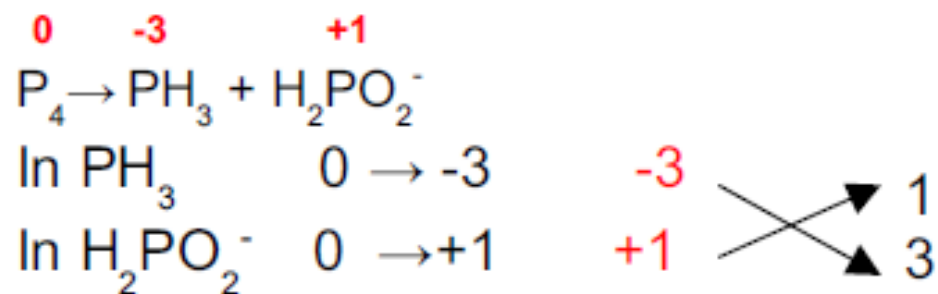 0 -3 +1
P₄→ PH₃ + H₂PO₂⁻
In PH₃ 0 → -3 -3 1
In H₂PO₂⁻ 0 →+1 +1 3